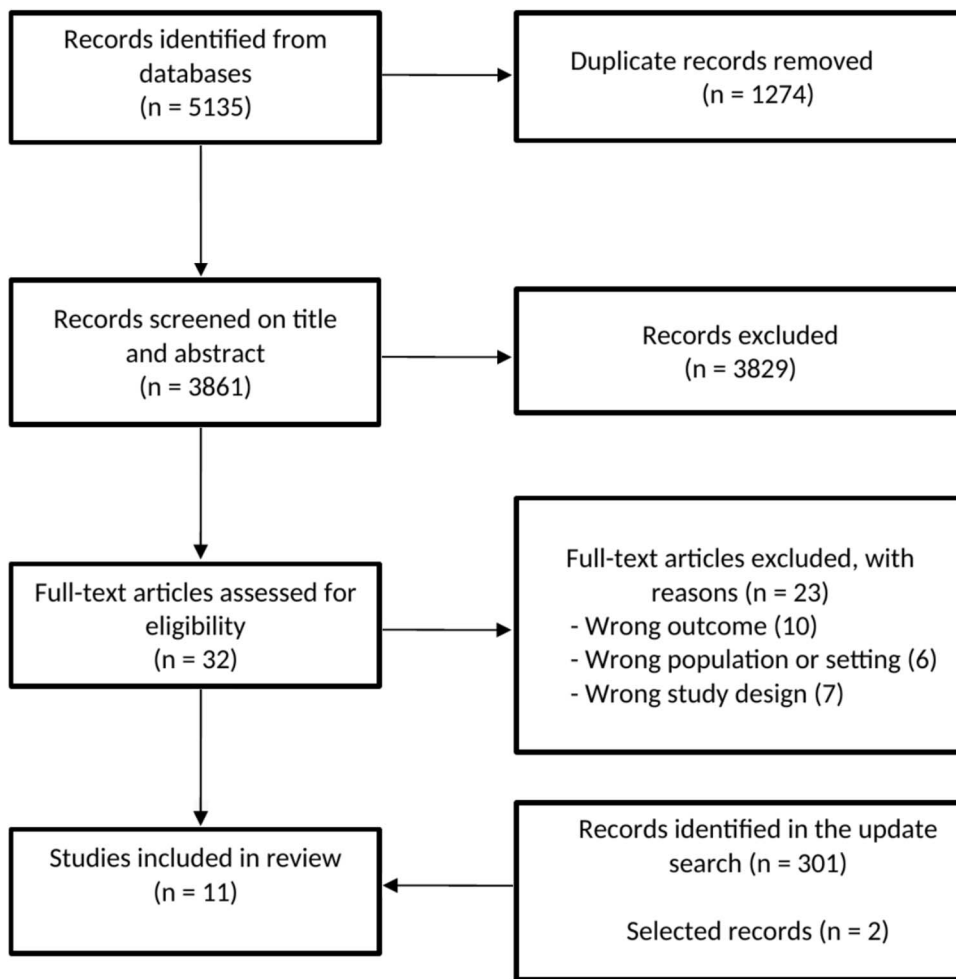 Records identified from
databases
(n = 5135)
Duplicate records removed
(n = 1274)
Records screened on title
and abstract
(n = 3861)
Records excluded
(n = 3829)
Full-text articles assessed for
eligibility
(n = 32)
Full-text articles excluded, with
reasons (n = 23)
- Wrong outcome (10)
- Wrong population or setting (6)
- Wrong study design (7)
Studies included in review
(n = 11)
Records identified in the update
search (n = 301)
Selected records (n = 2)